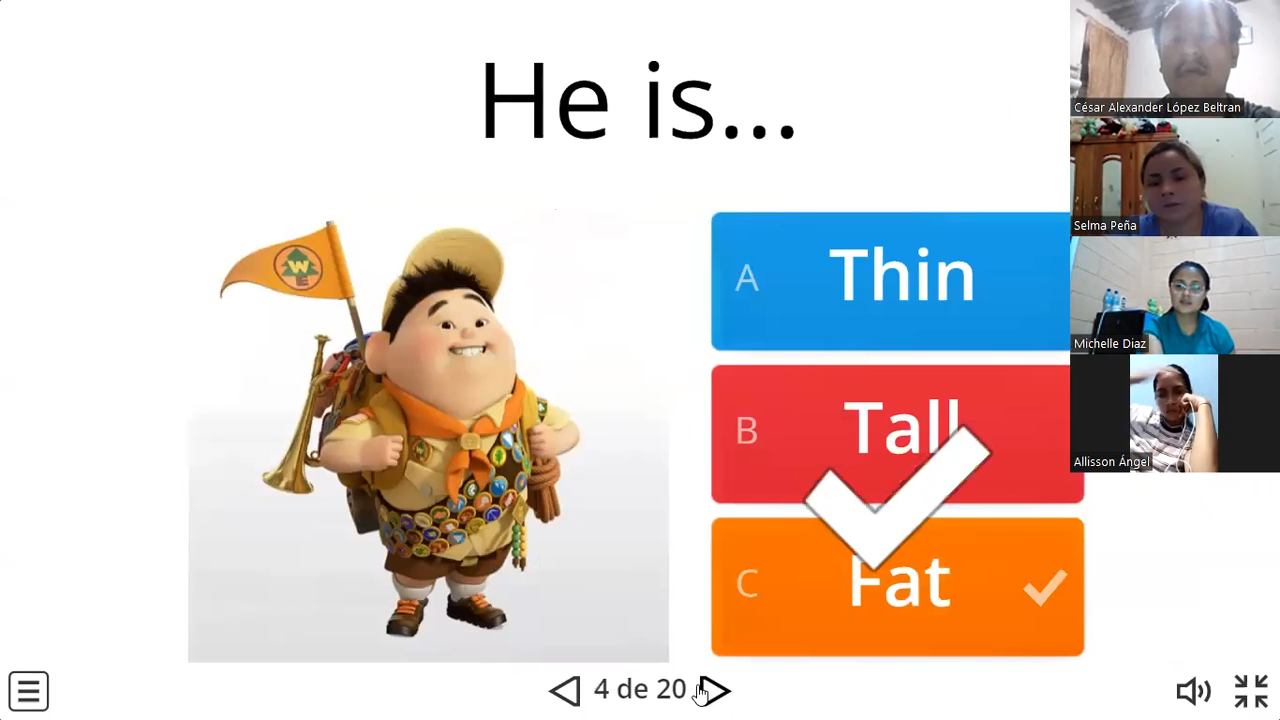 He is...
A Thin
B Tall
C Fat
W
E
4 de 20
César Alexander López Beltran
Selma Peña
Michelle Diaz
Allisson Ángel